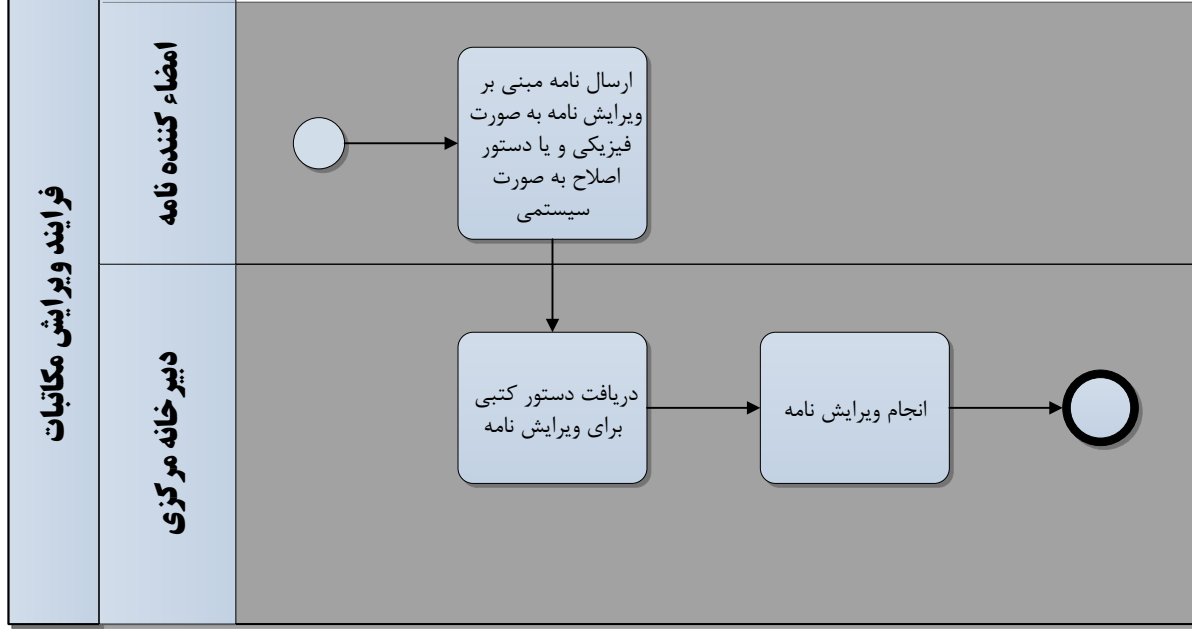 فرایند ویرایش مکاتبات
امضاء کننده نامه
ارسال نامه مبنی بر
ویرایش نامه به صورت
فیزیکی و یا دستور
اصلاح به صورت
سیستمی
دبیرخانه مرکزی
دریافت دستور کتبی
برای ویرایش نامه
انجام ویرایش نامه